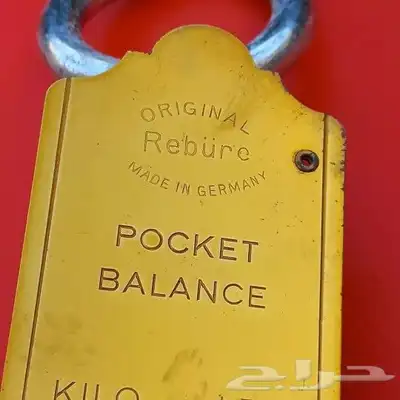 ORIGINAL
Rebüre
MADE IN GERMANY
POCKET
BALANCE
KILO
حراج